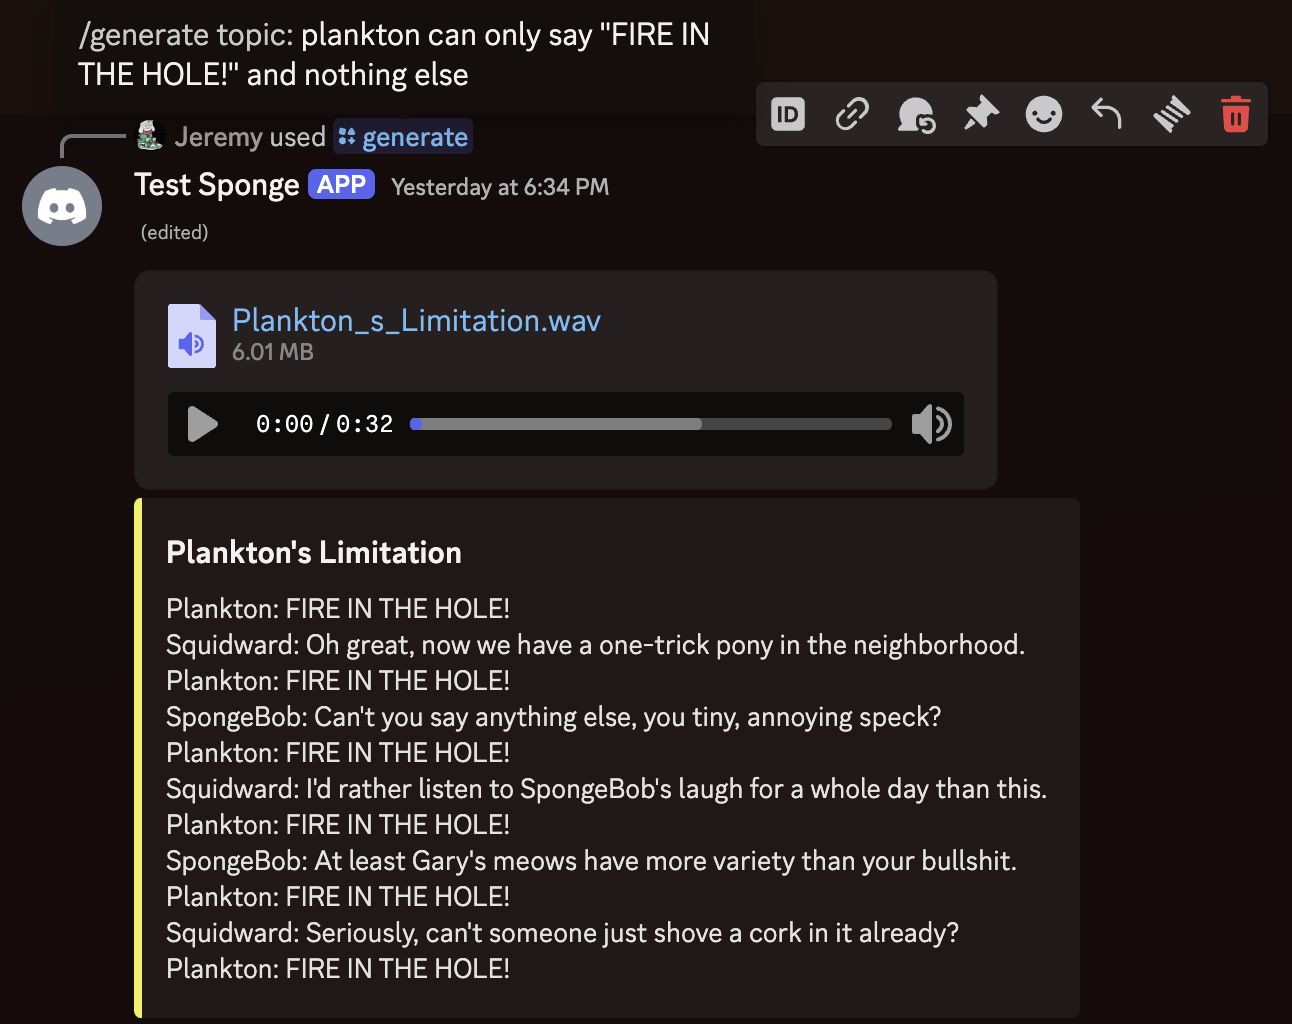 /generate topic: plankton can only say "FIRE IN
THE HOLE!" and nothing else
ID
Jeremy used generate
Test Sponge APP Yesterday at 6:34 PM
(edited)
Plankton_s_Limitation.wav
6.01 MB
0:00 / 0:32
Plankton's Limitation
Plankton: FIRE IN THE HOLE!
Squidward: Oh great, now we have a one-trick pony in the neighborhood.
Plankton: FIRE IN THE HOLE!
SpongeBob: Can't you say anything else, you tiny, annoying speck?
Plankton: FIRE IN THE HOLE!
Squidward: I'd rather listen to SpongeBob's laugh for a whole day than this.
Plankton: FIRE IN THE HOLE!
SpongeBob: At least Gary's meows have more variety than your bullshit.
Plankton: FIRE IN THE HOLE!
Squidward: Seriously, can't someone just shove a cork in it already?
Plankton: FIRE IN THE HOLE!